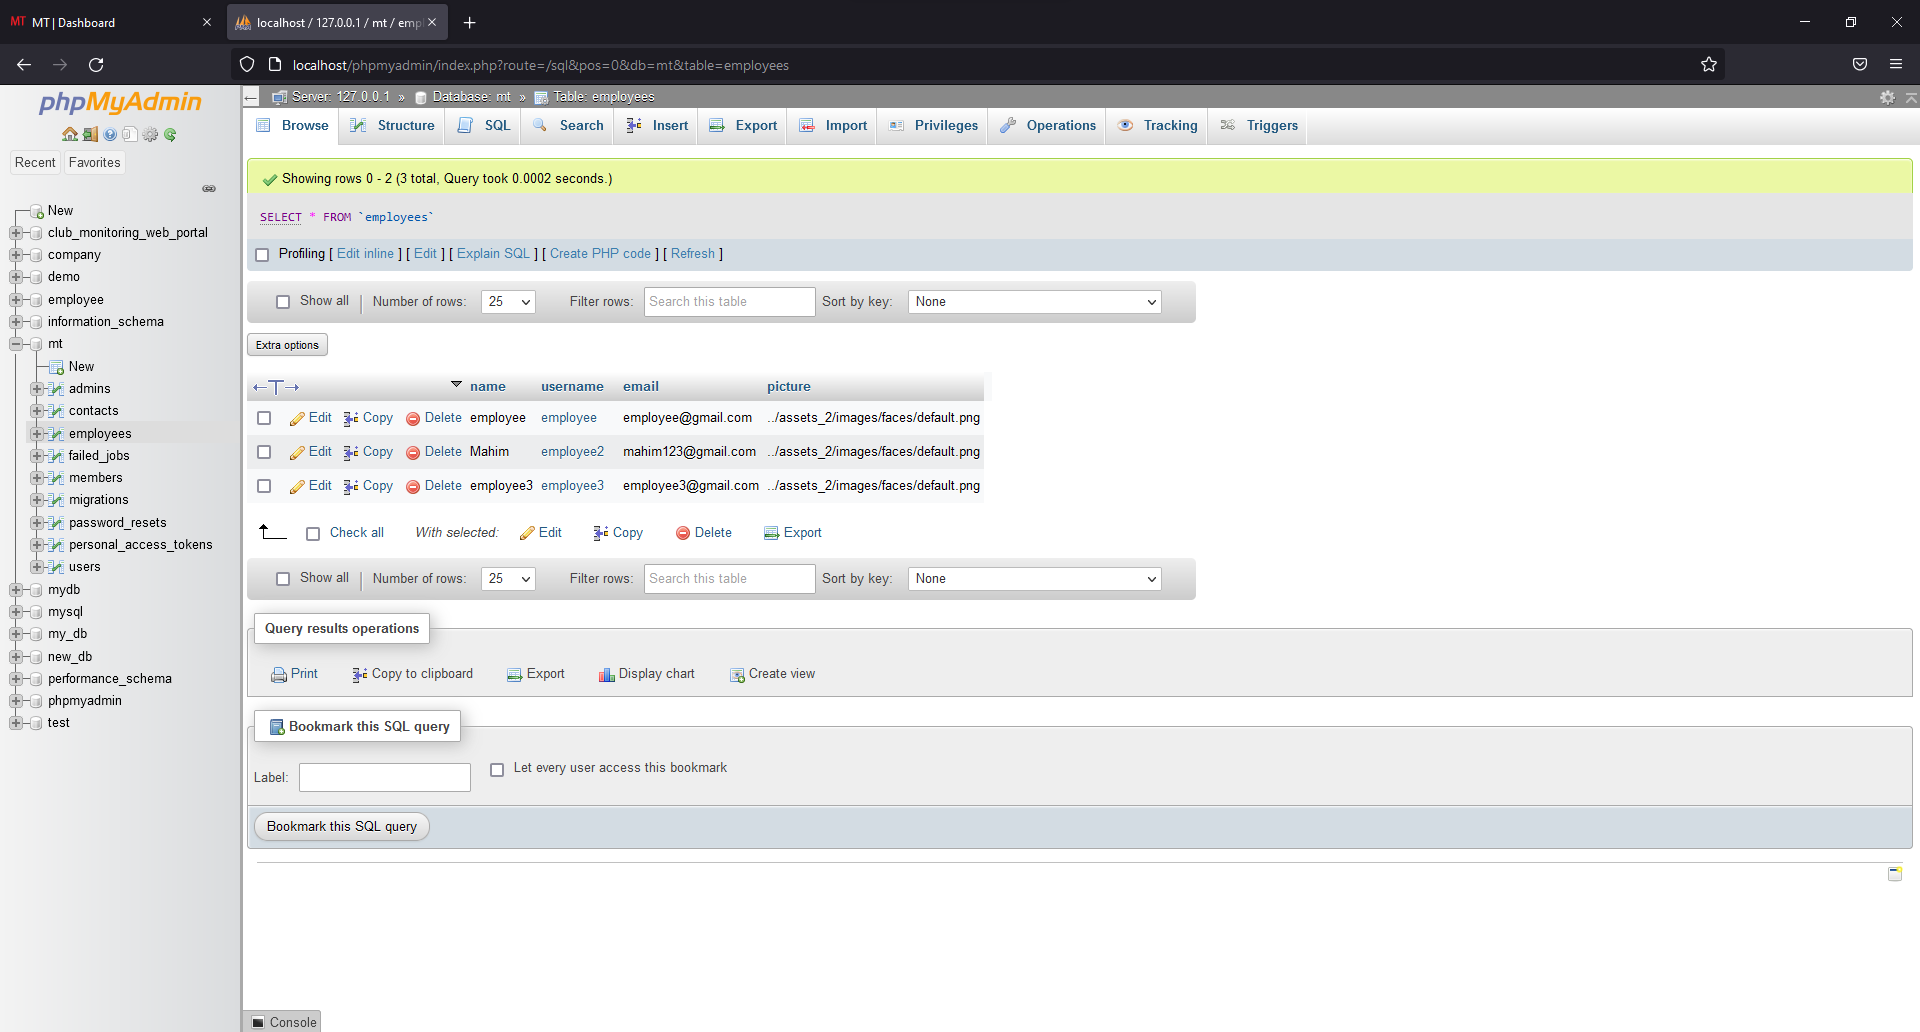 MT MT | Dashboard
localhost / 127.0.0.1 / mt / emp
localhost/phpmyadmin/index.php?route=/sql&pos=0&db=mt&table=employees
phpMyAdmin
Recent Favorites
New
club_monitoring_web_portal
company
demo
employee
information_schema
mt
New
admins
contacts
employees
failed_jobs
members
migrations
password_resets
personal_access_tokens
users
mydb
mysql
my_db
new_db
performance_schema
phpmyadmin
test
Server: 127.0.0.1 » Database: mt » Table: employees
Browse Structure SQL Search Insert Export Import Privileges Operations Tracking Triggers
Showing rows 0 - 2 (3 total, Query took 0.0002 seconds.)
SELECT * FROM `employees`
Profiling [ Edit inline ] [ Edit ] [ Explain SQL ] [ Create PHP code ] [ Refresh ]
Show all Number of rows: 25 Filter rows: Search this table Sort by key: None
Extra options
←T→ name username email picture
Edit Copy Delete employee employee employee@gmail.com ../assets_2/images/faces/default.png
Edit Copy Delete Mahim employee2 mahim123@gmail.com ../assets_2/images/faces/default.png
Edit Copy Delete employee3 employee3 employee3@gmail.com ../assets_2/images/faces/default.png
Check all With selected: Edit Copy Delete Export
Show all Number of rows: 25 Filter rows: Search this table Sort by key: None
Query results operations
Print Copy to clipboard Export Display chart Create view
Bookmark this SQL query
Label: Let every user access this bookmark
Bookmark this SQL query
Console